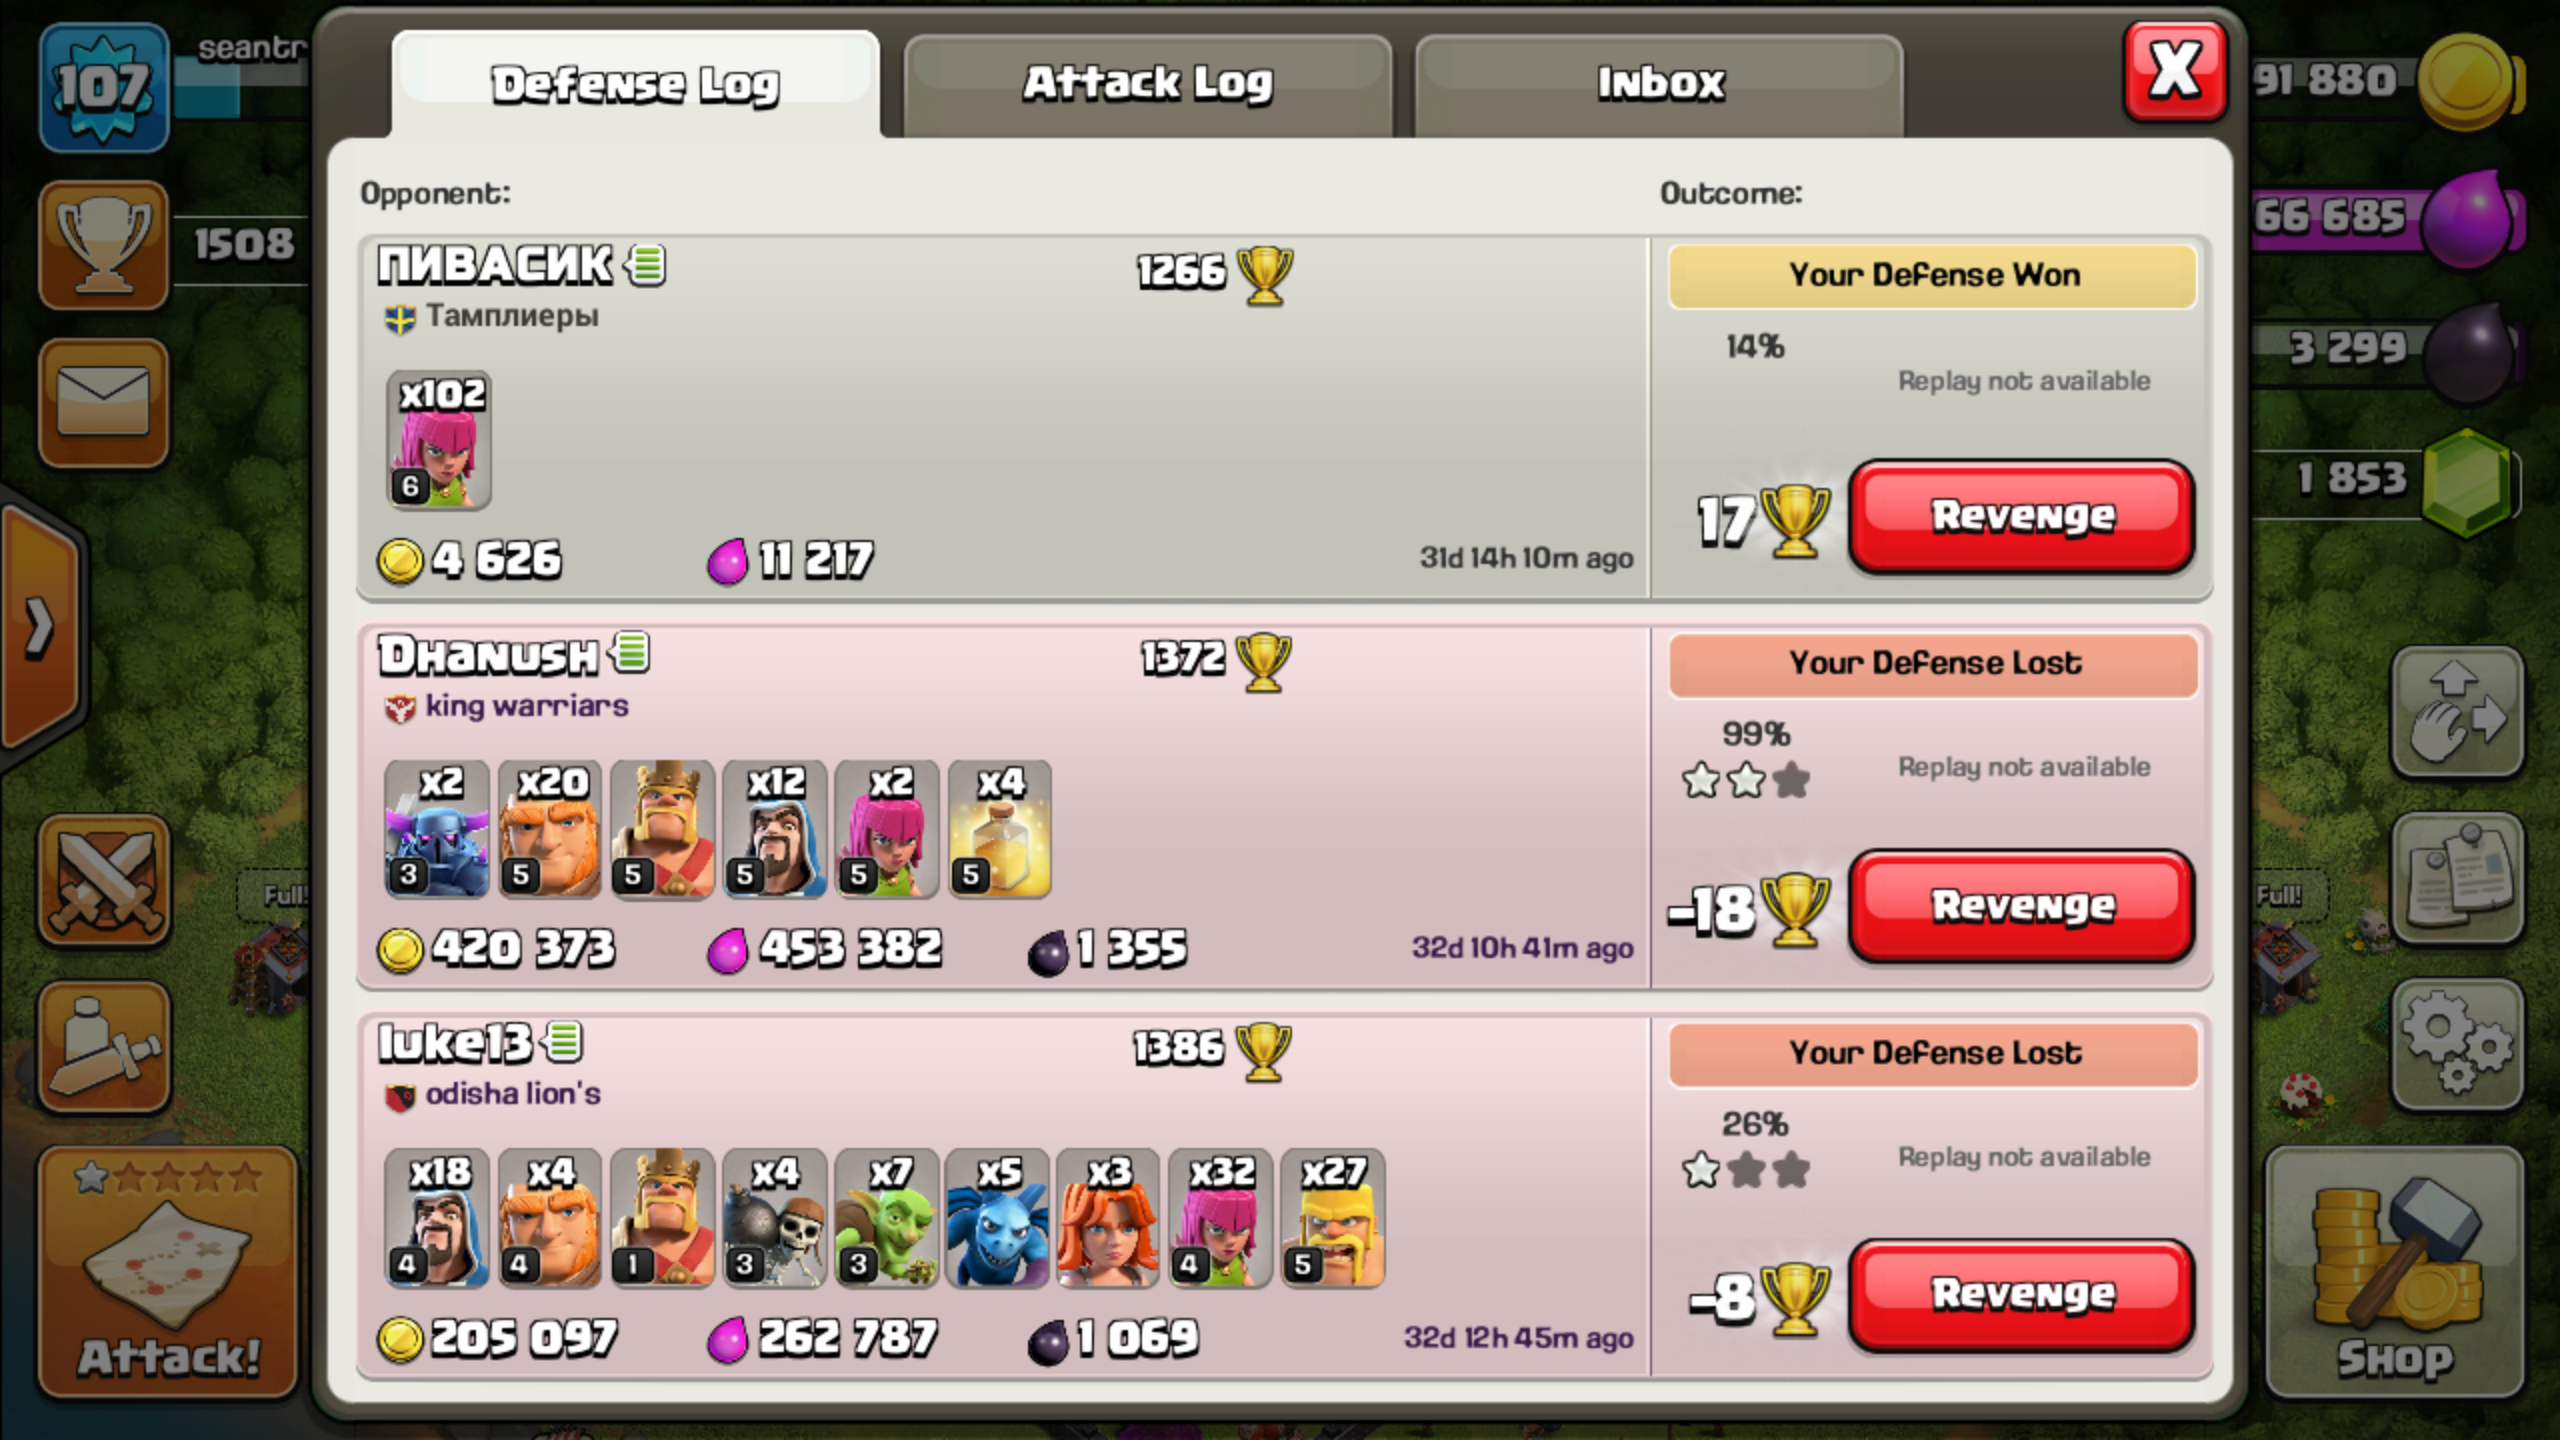 107
seantr
Defense Log
Attack Log
Inbox
X
91 880
1508
66 685
3 299
1 853
Opponent:
Outcome:
ПИВАСИК
1266
Тамплиеры
x102
6
4 626
11 217
31d 14h 10m ago
Your Defense Won
14%
Replay not available
17
Revenge
Dhanush
1372
king warriars
x2 x20 x12 x2 x4
3 5 5 5 5 5
420 373
453 382
1 355
32d 10h 41m ago
Your Defense Lost
99%
Replay not available
-18
Revenge
luke13
1386
odisha lion's
x18 x4 x4 x7 x5 x3 x32 x27
4 4 1 3 3 4 5
205 097
262 787
1 069
32d 12h 45m ago
Your Defense Lost
26%
Replay not available
-8
Revenge
Full!
Full!
Attack!
Shop